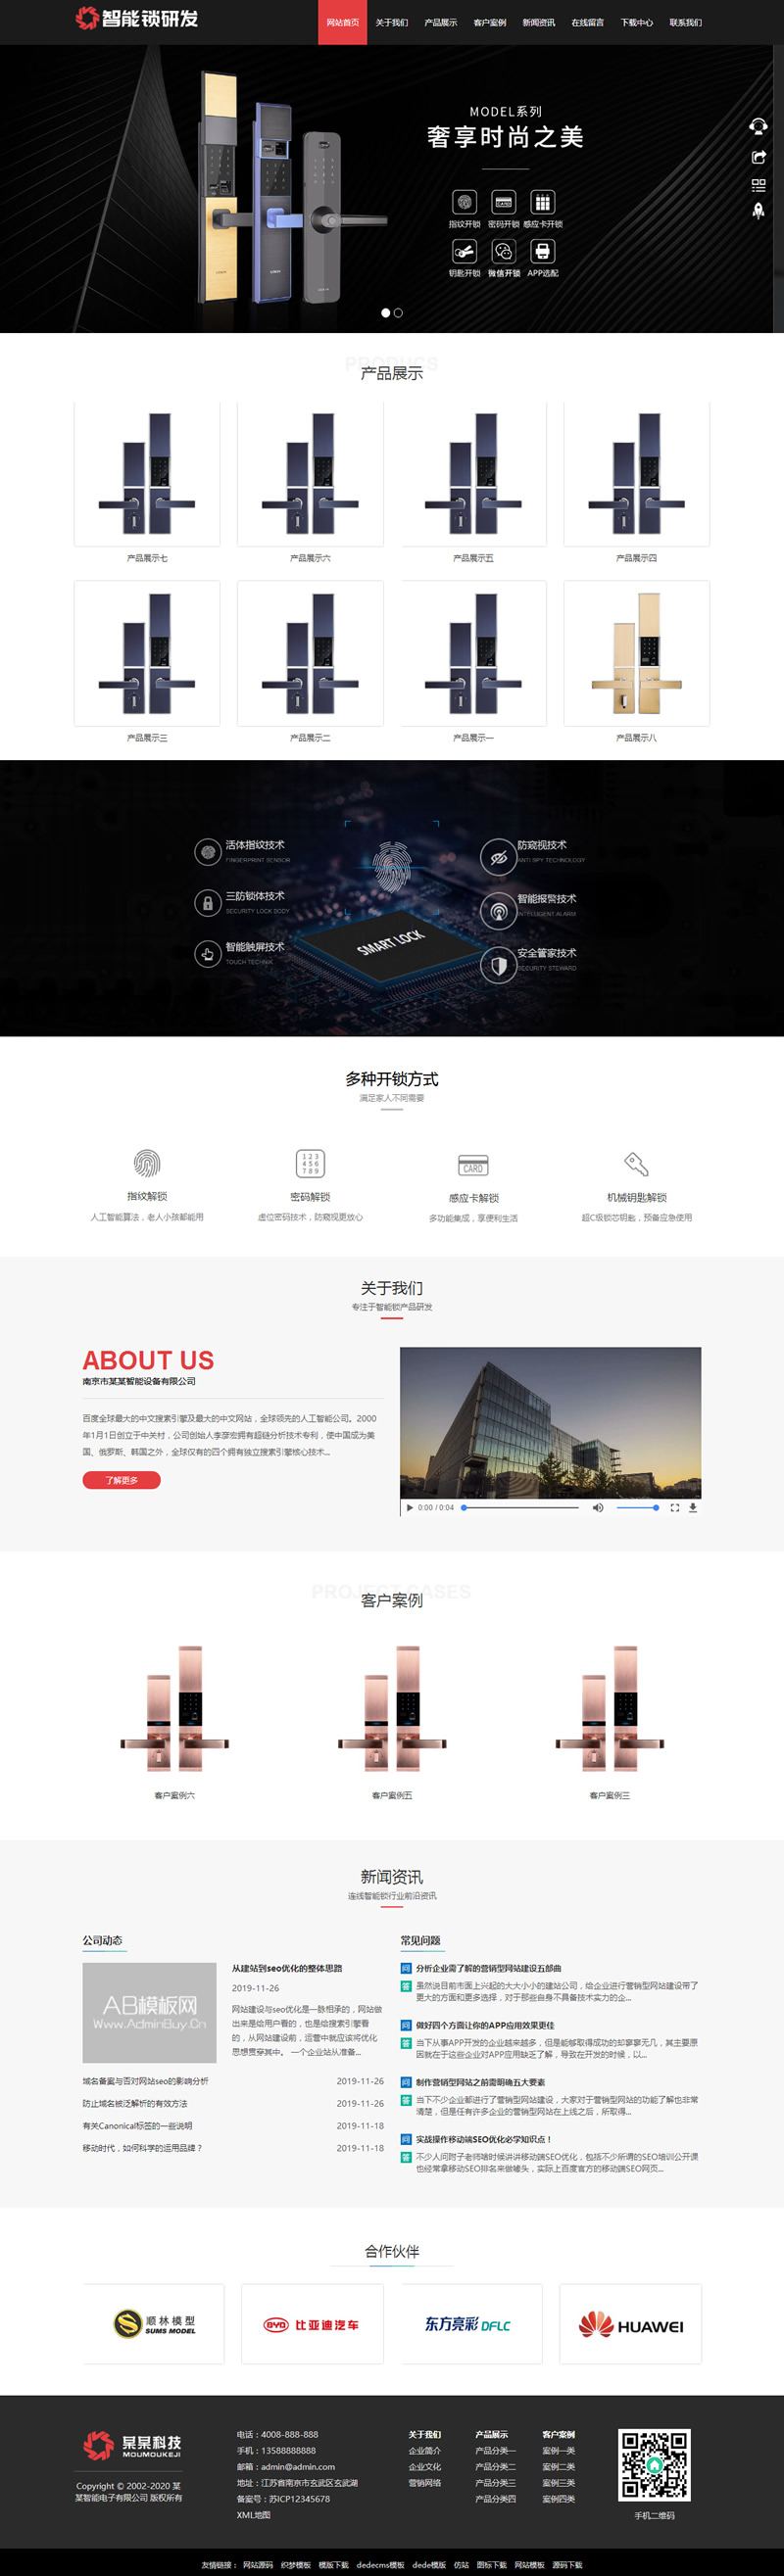 智能锁研发
网站首页 关于我们 产品展示 客户案例 新闻资讯 在线留言 下载中心 联系我们
MODEL系列
奢享时尚之美
指纹开锁 密码开锁 感应卡开锁
钥匙开锁 微信开锁 APP选配
PRODUCS
产品展示
产品展示七 产品展示六 产品展示五 产品展示四
产品展示三 产品展示二 产品展示一 产品展示八
活体指纹技术
FINGERPRINT SENSOR
三防锁体技术
SECURITY LOCK BODY
智能触屏技术
TOUCH TECHNIK
SMART LOCK
防窥视技术
ANTI SPY TECHNOLOGY
智能报警技术
INTELLIGENT ALARM
安全管家技术
SECURITY STEWARD
多种开锁方式
满足家人不同需要
指纹解锁 密码解锁 感应卡解锁 机械钥匙解锁
人工智能算法，老人小孩都能用 虚位密码技术，防窥视更放心 多功能集成，享便利生活 超C级锁芯钥匙，预备应急使用
关于我们
专注于智能锁产品研发
ABOUT US
南京市某某智能设备有限公司
百度全球最大的中文搜索引擎及最大的中文网站，全球领先的人工智能公司。2000
年1月1日创立于中关村，公司创始人李彦宏拥有超链分析技术专利，使中国成为美
国、俄罗斯、韩国之外，全球仅有的四个拥有独立搜索引擎核心技术...
了解更多
0:00 / 0:04
PROJECT CASES
客户案例
客户案例六 客户案例五 客户案例三
新闻资讯
连线智能锁行业前沿资讯
公司动态
AB模板网
Www.AdminBuy.Cn
从建站到seo优化的整体思路
2019-11-26
网站建设与seo优化是一脉相承的，网站做
出来是给用户看的，也是给搜索引擎看
的，从网站建设前，运营中就应该将优化
思想贯穿其中。 一个企业站从准备...
域名备案与否对网站seo的影响分析 2019-11-26
防止域名被泛解析的有效方法 2019-11-26
有关Canonical标签的一些说明 2019-11-18
移动时代，如何科学的运用品牌？ 2019-11-18
常见问题
问 分析企业需了解的营销型网站建设五部曲
答 虽然说目前市面上兴起的大大小小的建站公司，给企业进行营销型网站建设带了
更大的方面和更多选择，对于那些自身不具备技术实力的企...
问 做好四个方面让你的APP应用效果更佳
答 当下从事APP开发的企业越来越多，但是能够取得成功的却寥寥无几，其主要原
因就在于这些企业对APP应用缺乏了解，导致在开发的时候，以...
问 制作营销型网站之前需明确五大要素
答 当下不少企业都进行了营销型网站建设，大家对于营销型网站的功能了解也非常
清楚，但是任有许多企业的营销型网站在上线之后，所取得...
问 实战操作移动端SEO优化必学知识点！
答 不少人问附子老师啥时候讲讲移动端SEO优化，包括不少所谓的SEO培训公开课
也经常拿移动SEO排名来做噱头，实际上百度官方的移动端SEO网页...
合作伙伴
顺林模型
SUMS MODEL
BYD 比亚迪汽车
东方亮彩 DFLC
HUAWEI
某某科技
MOUMOUKEJI
Copyright © 2002-2020 某
某智能电子有限公司 版权所有
电话：4008-888-888
手机：13588888888
邮箱：admin@admin.com
地址：江苏省南京市玄武区玄武湖
备案号：苏ICP12345678
XML地图
关于我们
企业简介
企业文化
营销网络
产品展示
产品分类一
产品分类二
产品分类三
产品分类四
客户案例
案例一类
案例二类
案例三类
案例四类
手机二维码
友情链接： 网站源码 织梦模板 模版下载 dedecms模板 dede模版 仿站 图标下载 网站模板 源码下载